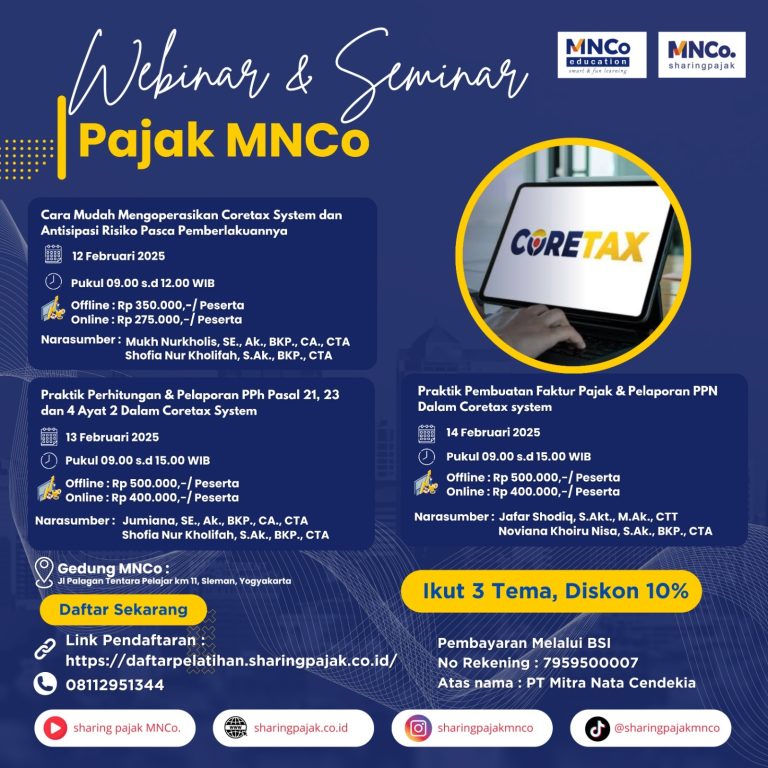 Webinar & Seminar
Pajak MNCo
MNCo
education
smart & fun learning
MNCo.
sharingpajak
CORETAX
Cara Mudah Mengoperasikan Coretax System dan
Antisipasi Risiko Pasca Pemberlakuannya
12 Februari 2025
Pukul 09.00 s.d 12.00 WIB
Offline : Rp 350.000,-/ Peserta
Online : Rp 275.000,-/ Peserta
Narasumber : Mukh Nurkholis, SE., Ak., BKP., CA., CTA
Shofia Nur Kholifah, S.Ak., BKP., CTA
Praktik Perhitungan & Pelaporan PPh Pasal 21, 23
dan 4 Ayat 2 Dalam Coretax System
13 Februari 2025
Pukul 09.00 s.d 15.00 WIB
Offline : Rp 500.000,-/ Peserta
Online : Rp 400.000,-/ Peserta
Narasumber : Jumiana, SE., Ak., BKP., CA., CTA
Shofia Nur Kholifah, S.Ak., BKP., CTA
Praktik Pembuatan Faktur Pajak & Pelaporan PPN
Dalam Coretax system
14 Februari 2025
Pukul 09.00 s.d 15.00 WIB
Offline : Rp 500.000,-/ Peserta
Online : Rp 400.000,-/ Peserta
Narasumber : Jafar Shodiq, S.Akt., M.Ak., CTT
Noviana Khoiru Nisa, S.Ak., BKP., CTA
Gedung MNCo :
Jl Palagan Tentara Pelajar km 11, Sleman, Yogyakarta
Daftar Sekarang
Link Pendaftaran :
https://daftarpelatihan.sharingpajak.co.id/
08112951344
Ikut 3 Tema, Diskon 10%
Pembayaran Melalui BSI
No Rekening : 7959500007
Atas nama : PT Mitra Nata Cendekia
sharing pajak MNCo.
WWW
sharingpajak.co.id
sharingpajakmnco
@sharingpajakmnco